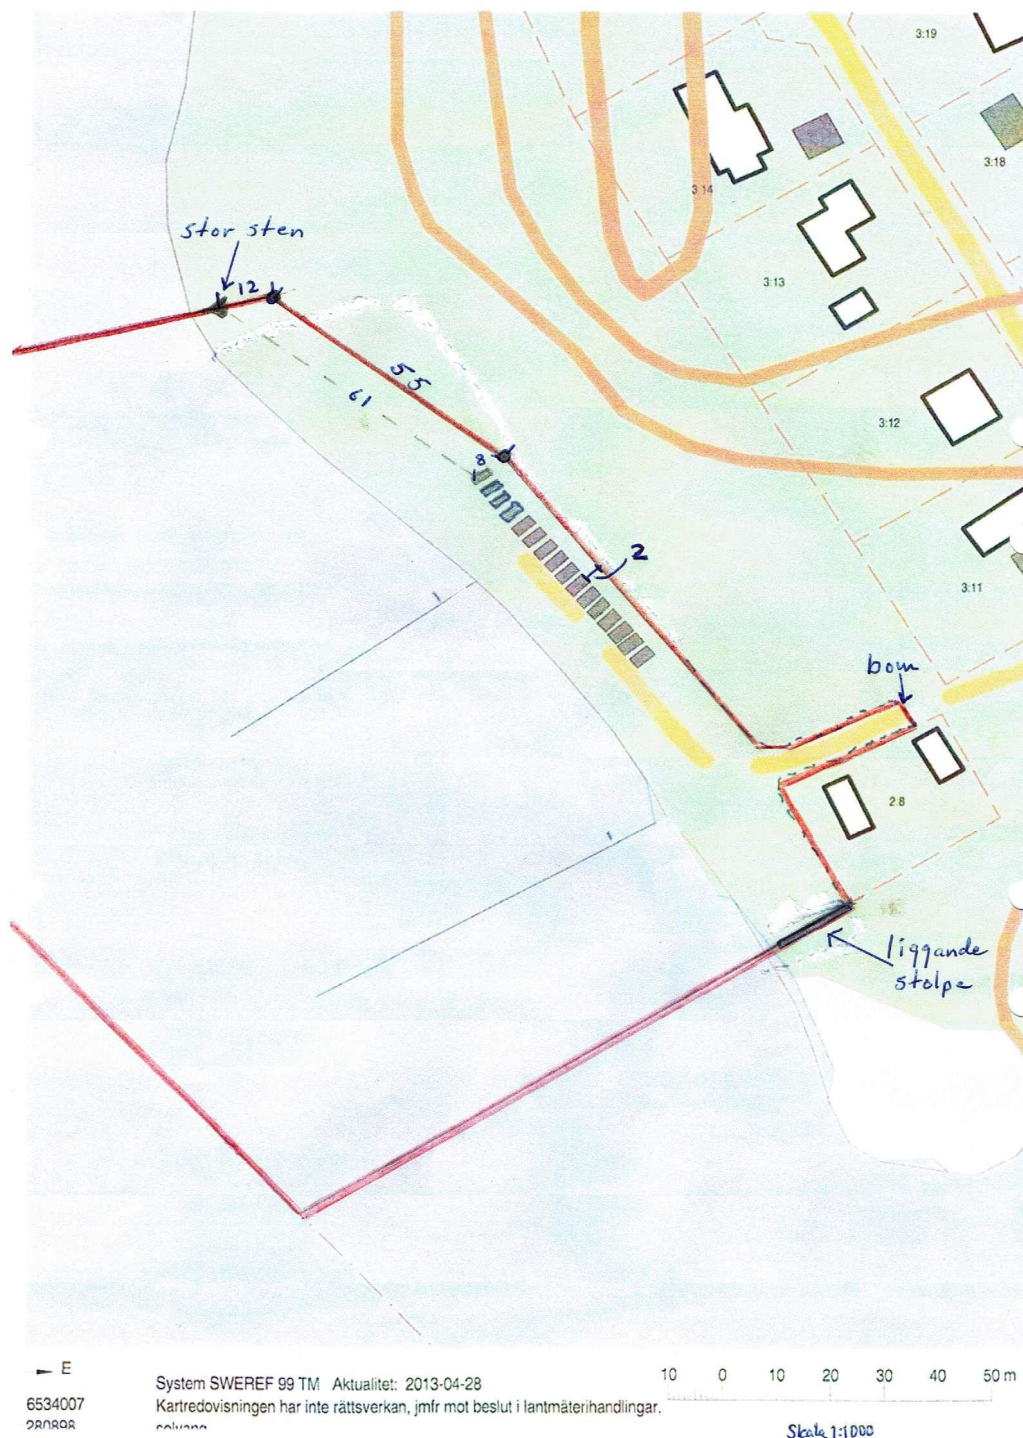 3:19
3:18
3:14
stor sten
12
3:13
55
61
3:12
8
2
3:11
bom
2:8
liggande
stolpe
E
10 0 10 20 30 40 50 m
System SWEREF 99 TM Aktualitet: 2013-04-28
6534007
Kartredovisningen har inte rättsverkan, jmfr mot beslut i lantmäterihandlingar.
280898
Skala 1:1000